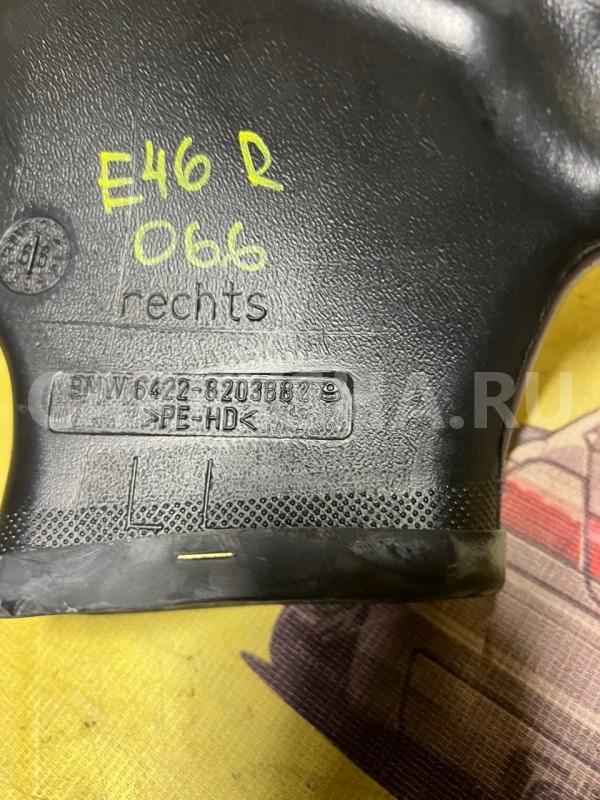 E46 R
066
rechts
BMW 6422-8203882
>PE-HD<